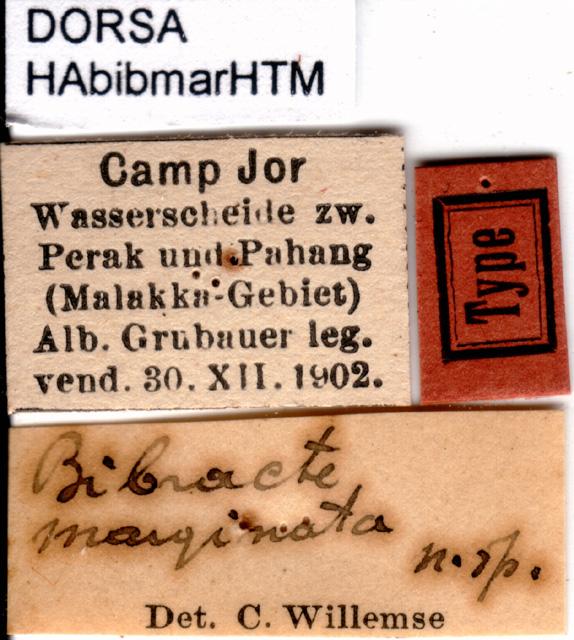 DORSA
HAbibmarHTM
Camp Jor
Wasserscheide zw.
Perak und Pahang
(Malakka-Gebiet)
Alb. Grubauer leg.
vend. 30. XII. 1902.
Type
Bibracte
marginata
n. sp.
Det. C. Willemse